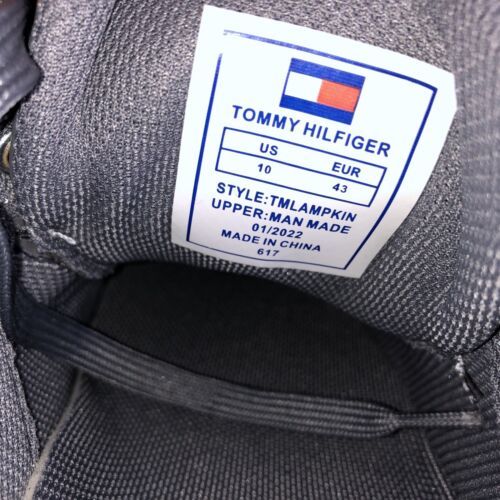 TOMMY HILFIGER
US EUR
10 43
STYLE:TMLAMPKIN
UPPER:MAN MADE
01/2022
MADE IN CHINA
617